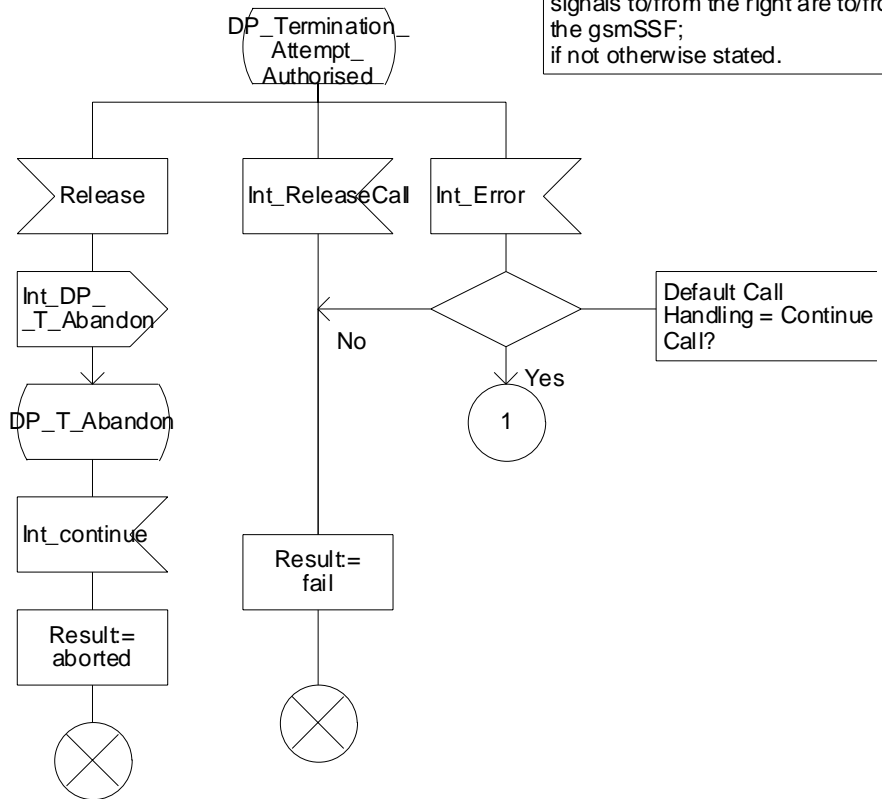 DP_Termination_
Attempt_
Authorised
signals to/from the right are to/fro
the gsmSSF;
if not otherwise stated.
Release
Int_ReleaseCall
Int_Error
Int_DP_
_T_Abandon
Default Call
Handling = Continue
Call?
No
Yes
DP_T_Abandon
1
Int_continue
Result:=
fail
Result:=
aborted